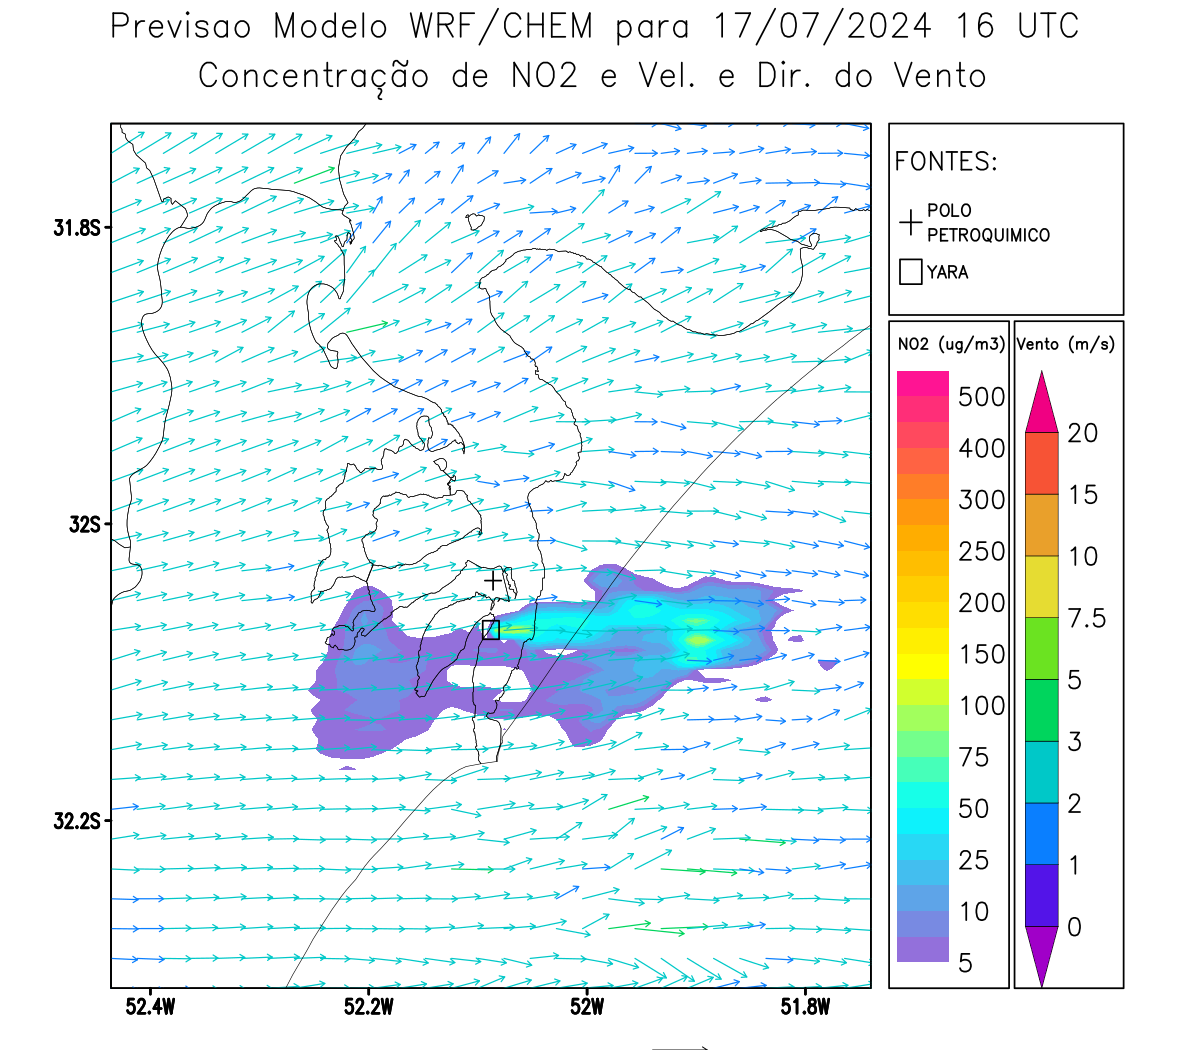 Previsao Modelo WRF/CHEM para 17/07/2024 16 UTC
Concentração de NO2 e Vel. e Dir. do Vento
FONTES:
POLO
PETROQUIMICO
YARA
NO2 (ug/m3)
500
400
300
250
200
150
100
75
50
25
10
5
Vento (m/s)
20
15
10
7.5
5
3
2
1
0
31.8S
32S
32.2S
52.4W 52.2W 52W 51.8W